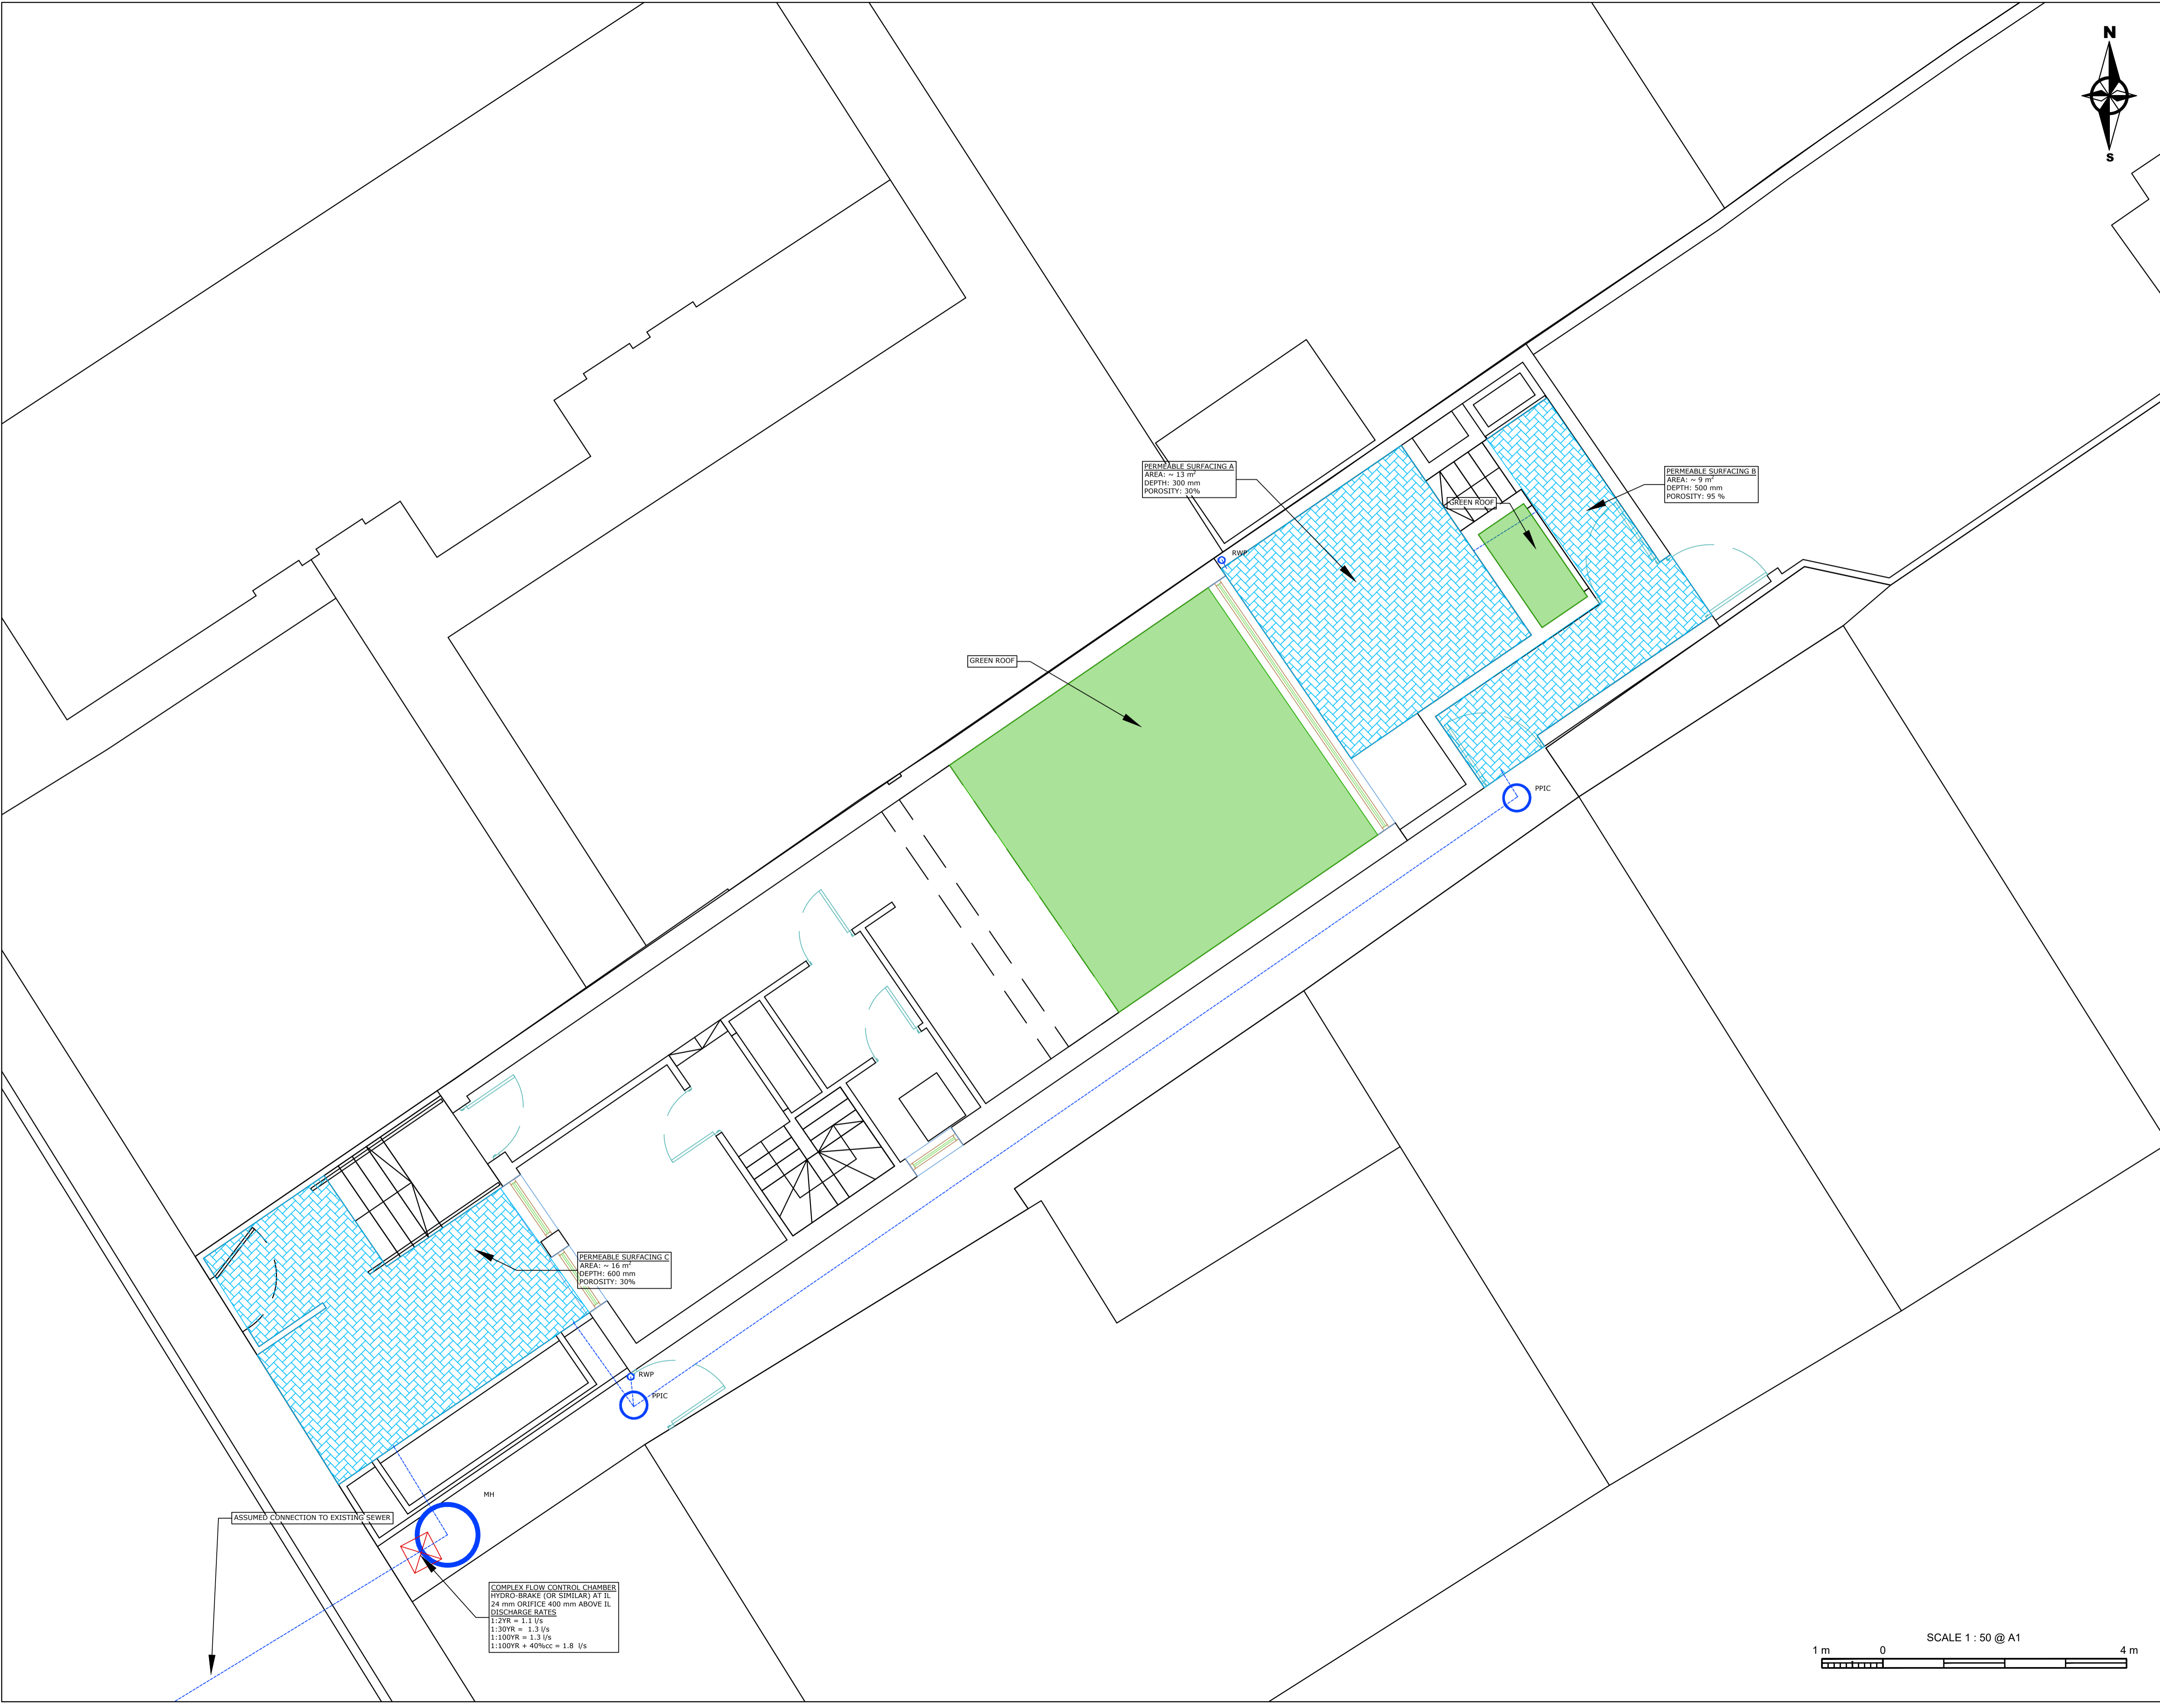 N
S
PERMEABLE SURFACING A
AREA: ~ 13 m²
DEPTH: 300 mm
POROSITY: 30%
PERMEABLE SURFACING B
AREA: ~ 9 m²
DEPTH: 500 mm
POROSITY: 95 %
GREEN ROOF
RWP
GREEN ROOF
PPIC
PERMEABLE SURFACING C
AREA: ~ 16 m²
DEPTH: 600 mm
POROSITY: 30%
RWP
PPIC
MH
ASSUMED CONNECTION TO EXISTING SEWER
COMPLEX FLOW CONTROL CHAMBER
HYDRO-BRAKE (OR SIMILAR) AT IL
24 mm ORIFICE 400 mm ABOVE IL
DISCHARGE RATES
1:2YR = 1.1 l/s
1:30YR = 1.3 l/s
1:100YR = 1.3 l/s
1:100YR + 40%cc = 1.8 l/s
SCALE 1 : 50 @ A1
1 m 0 4 m